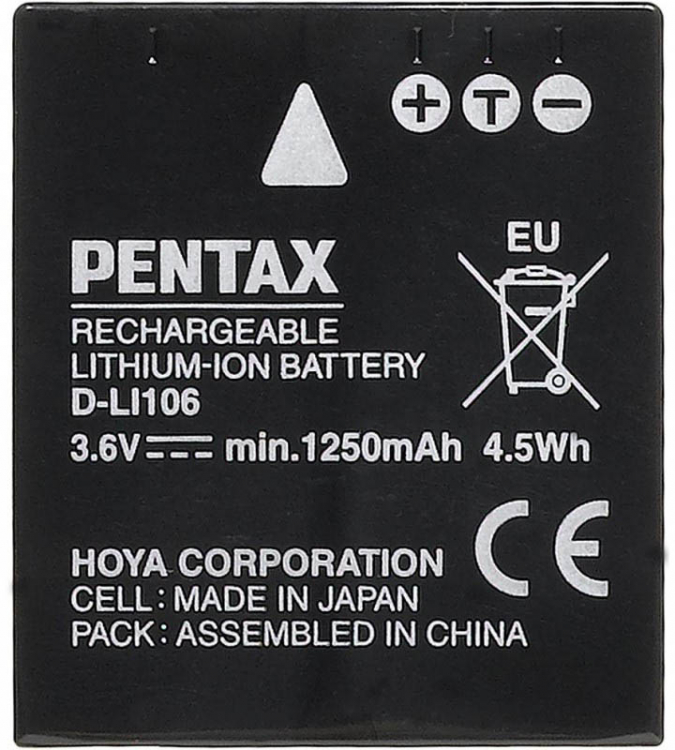 + T −
EU
PENTAX
RECHARGEABLE
LITHIUM-ION BATTERY
D-LI106
3.6V⎓ min.1250mAh 4.5Wh
CE
HOYA CORPORATION
CELL : MADE IN JAPAN
PACK : ASSEMBLED IN CHINA